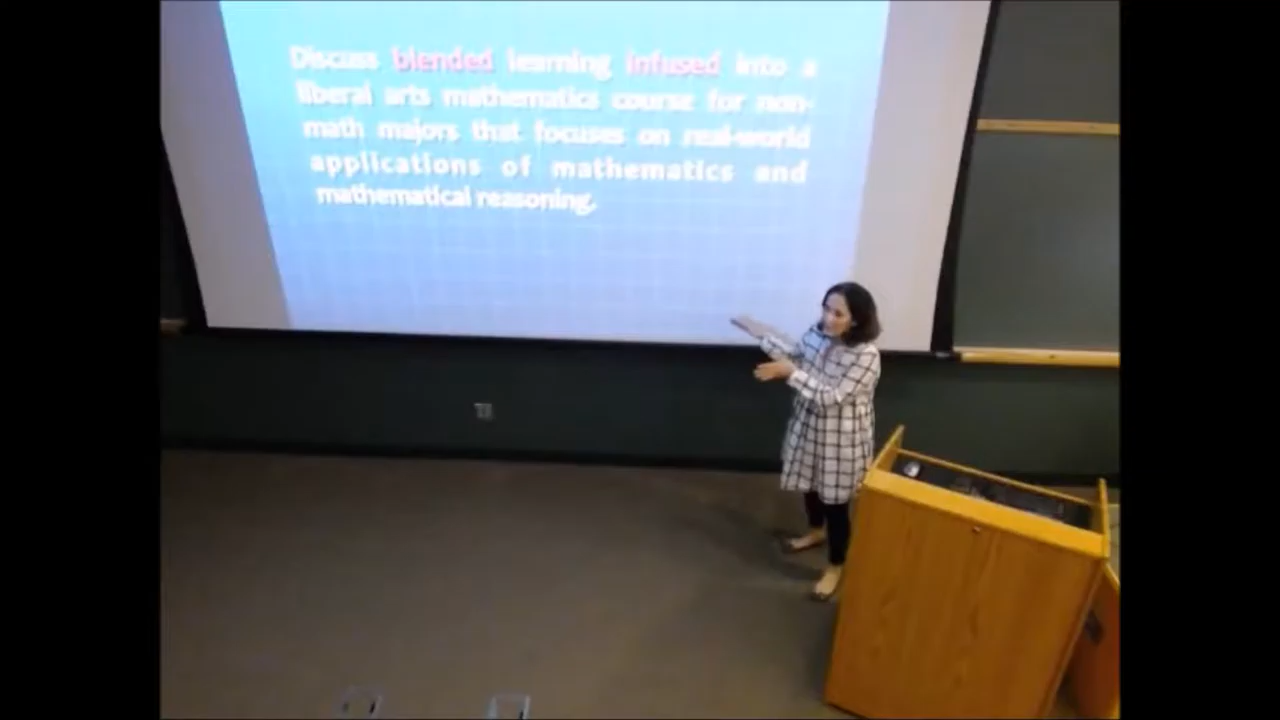 Discuss blended learning infused into a
liberal arts mathematics course for non-
math majors that focuses on real-world
applications of mathematics and
mathematical reasoning.